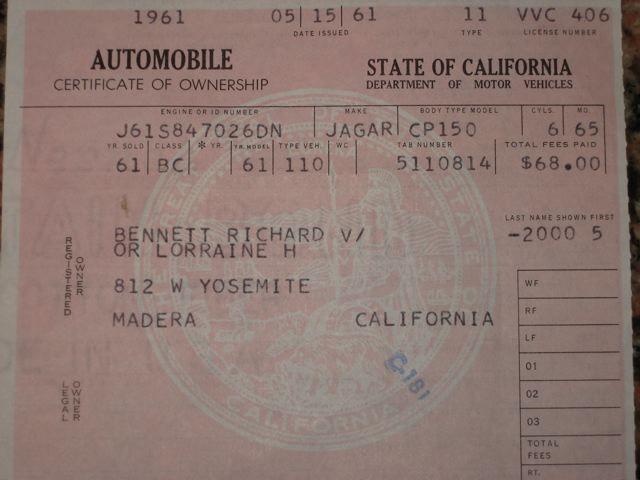 1961 05 | 15 | 61 11 VVC 406
DATE ISSUED TYPE LICENSE NUMBER
AUTOMOBILE STATE OF CALIFORNIA
CERTIFICATE OF OWNERSHIP DEPARTMENT OF MOTOR VEHICLES
ENGINE OR ID NUMBER MAKE BODY TYPE MODEL CYLS. MO.
J61S847026DN JAGAR CP150 6 65
YR. SOLD CLASS * YR. YR. MODEL TYPE VEH. WC TAB NUMBER TOTAL FEES PAID
61 BC 61 110 5110814 $68.00
LAST NAME SHOWN FIRST
BENNETT RICHARD V/ -2000 5
OR LORRAINE H
REGISTERED OWNER
812 W YOSEMITE
MADERA CALIFORNIA
WF
RF
LF
C181
01
LEGAL OWNER
02
03
TOTAL FEES
RT.
CALIFORNIA